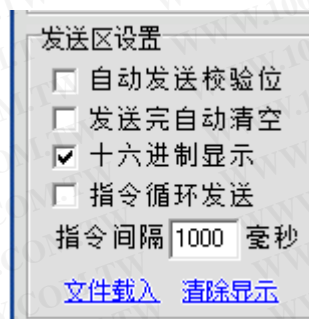 发送区设置
自动发送校验位
发送完自动清空
十六进制显示
指令循环发送
指令间隔 1000 毫秒
文件载入 清除显示